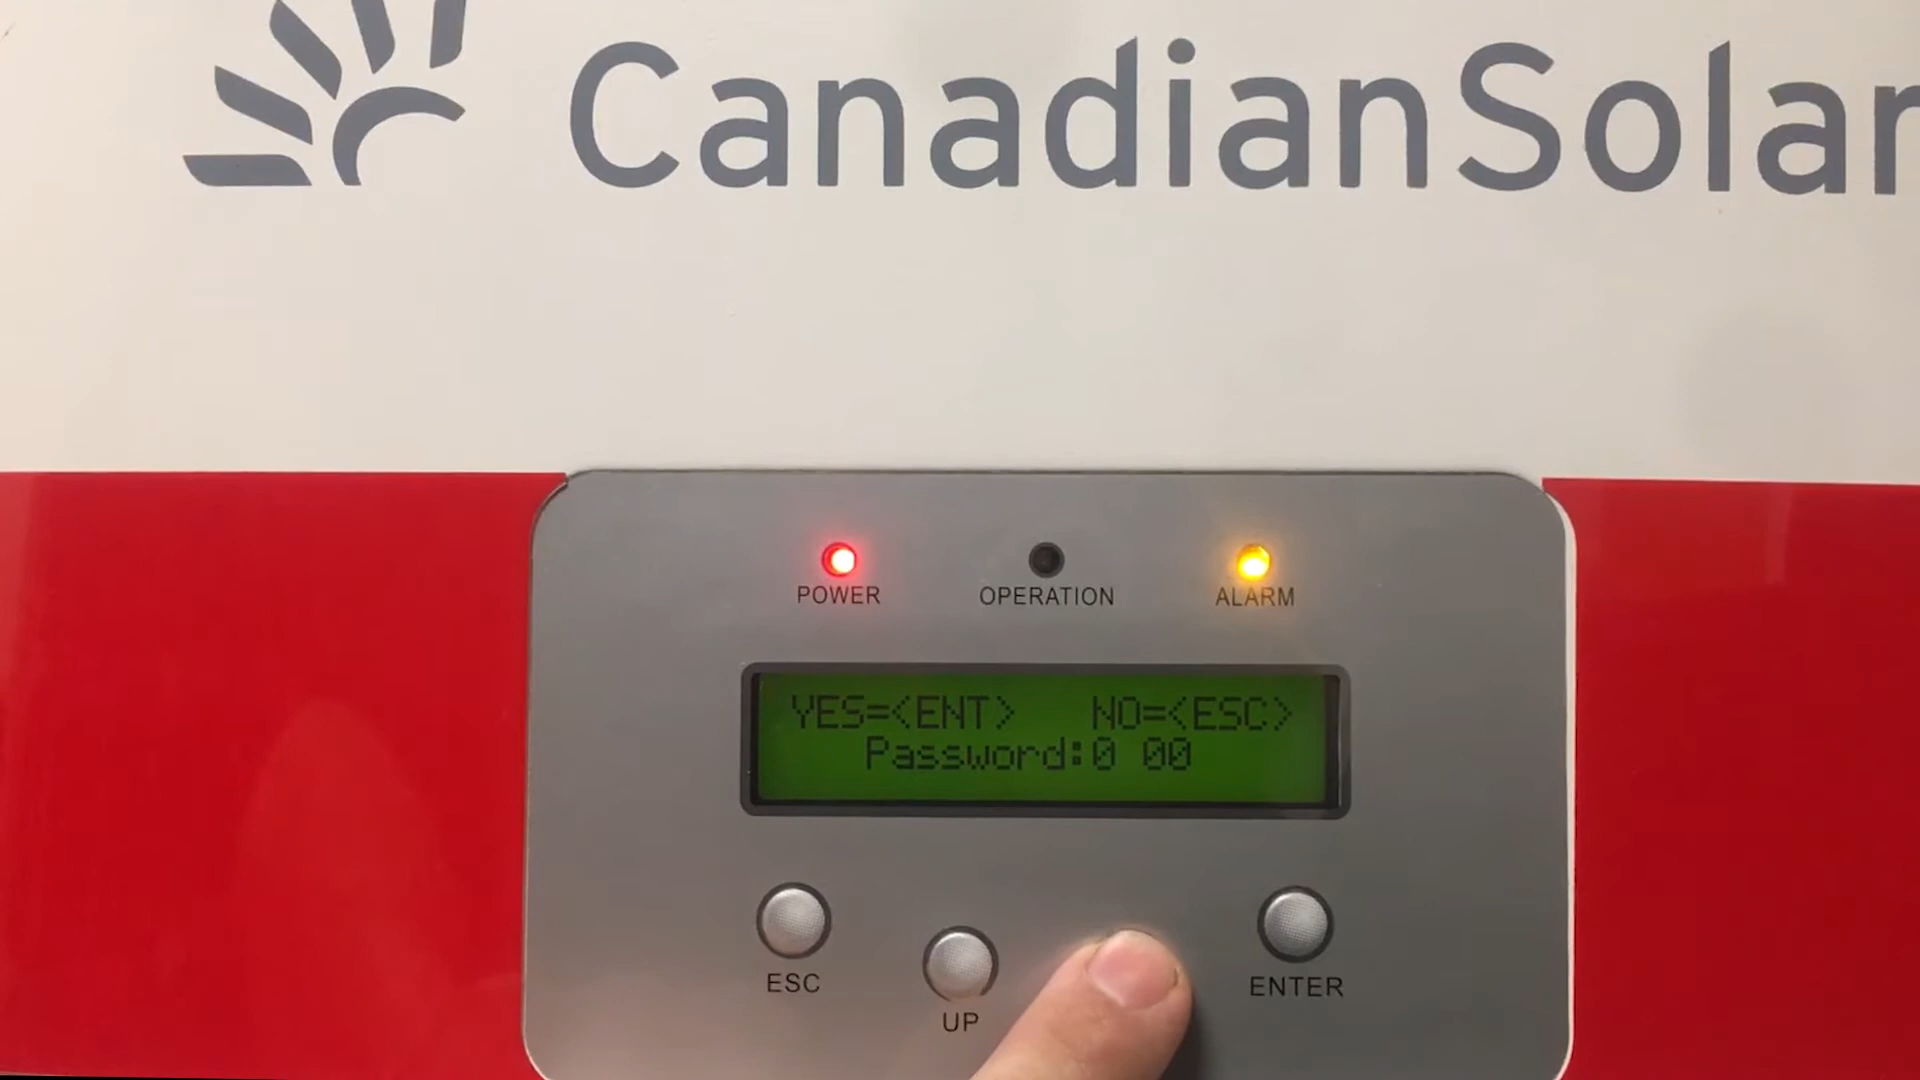 CanadianSolar
POWER OPERATION ALARM
YES=<ENT> NO=<ESC>
Password:0 00
ESC UP ENTER